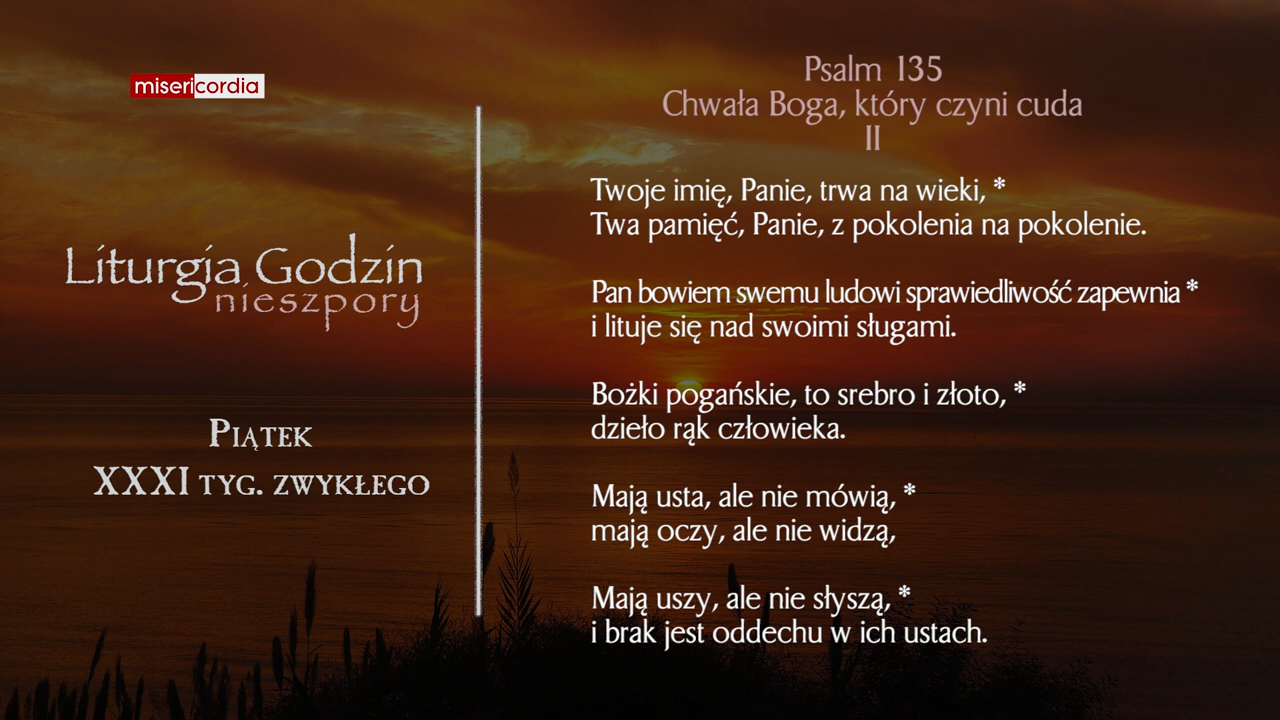 misericordia
Liturgia Godzin
nieszpory
Piątek
XXXI tyg. zwykłego
Psalm 135
Chwała Boga, który czyni cuda
II
Twoje imię, Panie, trwa na wieki, *
Twa pamięć, Panie, z pokolenia na pokolenie.
Pan bowiem swemu ludowi sprawiedliwość zapewnia *
i lituje się nad swoimi sługami.
Bożki pogańskie, to srebro i złoto, *
dzieło rąk człowieka.
Mają usta, ale nie mówią, *
mają oczy, ale nie widzą,
Mają uszy, ale nie słyszą, *
i brak jest oddechu w ich ustach.